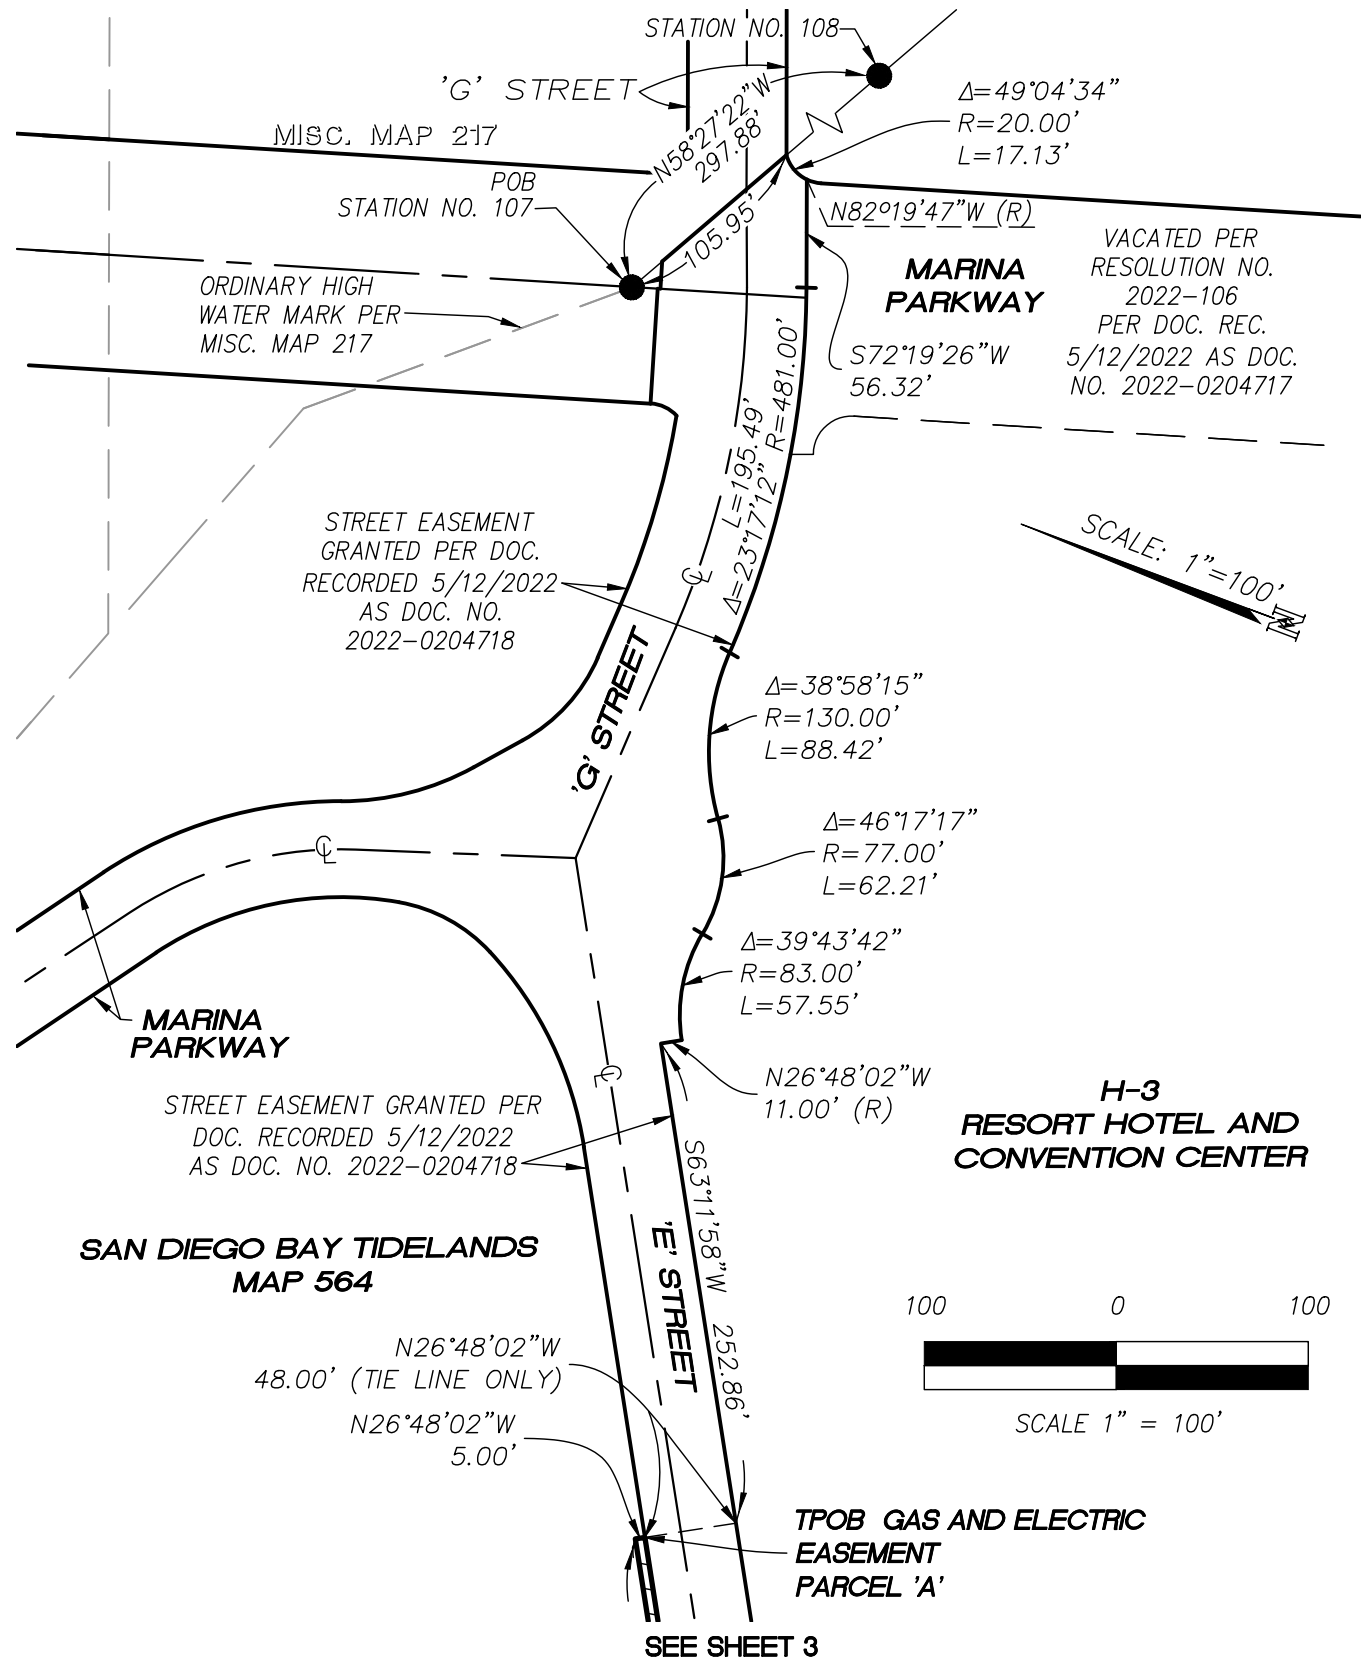 STATION NO. 108
'G' STREET
MISC. MAP 217
N58°27'22"W
297.88'
Δ=49°04'34"
R=20.00'
L=17.13'
POB
STATION NO. 107
105.95'
N82°19'47"W (R)
MARINA
PARKWAY
VACATED PER
RESOLUTION NO.
2022-106
PER DOC. REC.
5/12/2022 AS DOC.
NO. 2022-0204717
ORDINARY HIGH
WATER MARK PER
MISC. MAP 217
S72°19'26"W
56.32'
Δ=23°17'12" R=481.00'
L=195.49'
STREET EASEMENT
GRANTED PER DOC.
RECORDED 5/12/2022
AS DOC. NO.
2022-0204718
CL
SCALE: 1"=100'
N
'G' STREET
Δ=38°58'15"
R=130.00'
L=88.42'
Δ=46°17'17"
R=77.00'
L=62.21'
CL
Δ=39°43'42"
R=83.00'
L=57.55'
MARINA
PARKWAY
CL
N26°48'02"W
11.00' (R)
STREET EASEMENT GRANTED PER
DOC. RECORDED 5/12/2022
AS DOC. NO. 2022-0204718
H-3
RESORT HOTEL AND
CONVENTION CENTER
S63°11'58"W 252.86'
'E' STREET
SAN DIEGO BAY TIDELANDS
MAP 564
100 0 100
SCALE 1" = 100'
N26°48'02"W
48.00' (TIE LINE ONLY)
N26°48'02"W
5.00'
TPOB GAS AND ELECTRIC
EASEMENT
PARCEL 'A'
SEE SHEET 3